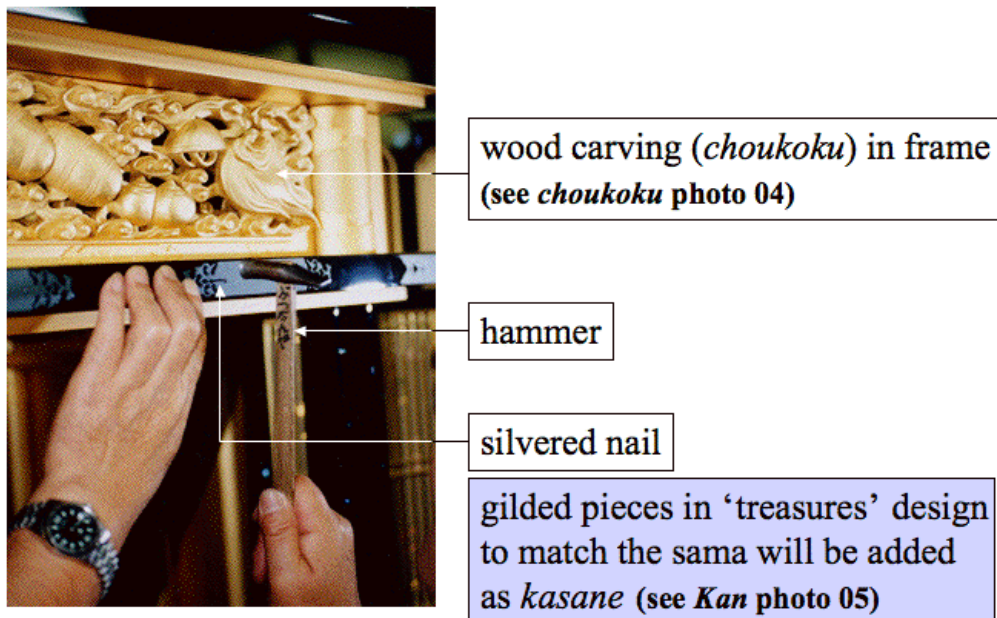 wood carving (choukoku) in frame
(see choukoku photo 04)
hammer
silvered nail
gilded pieces in ‘treasures’ design
to match the sama will be added
as kasane (see Kan photo 05)